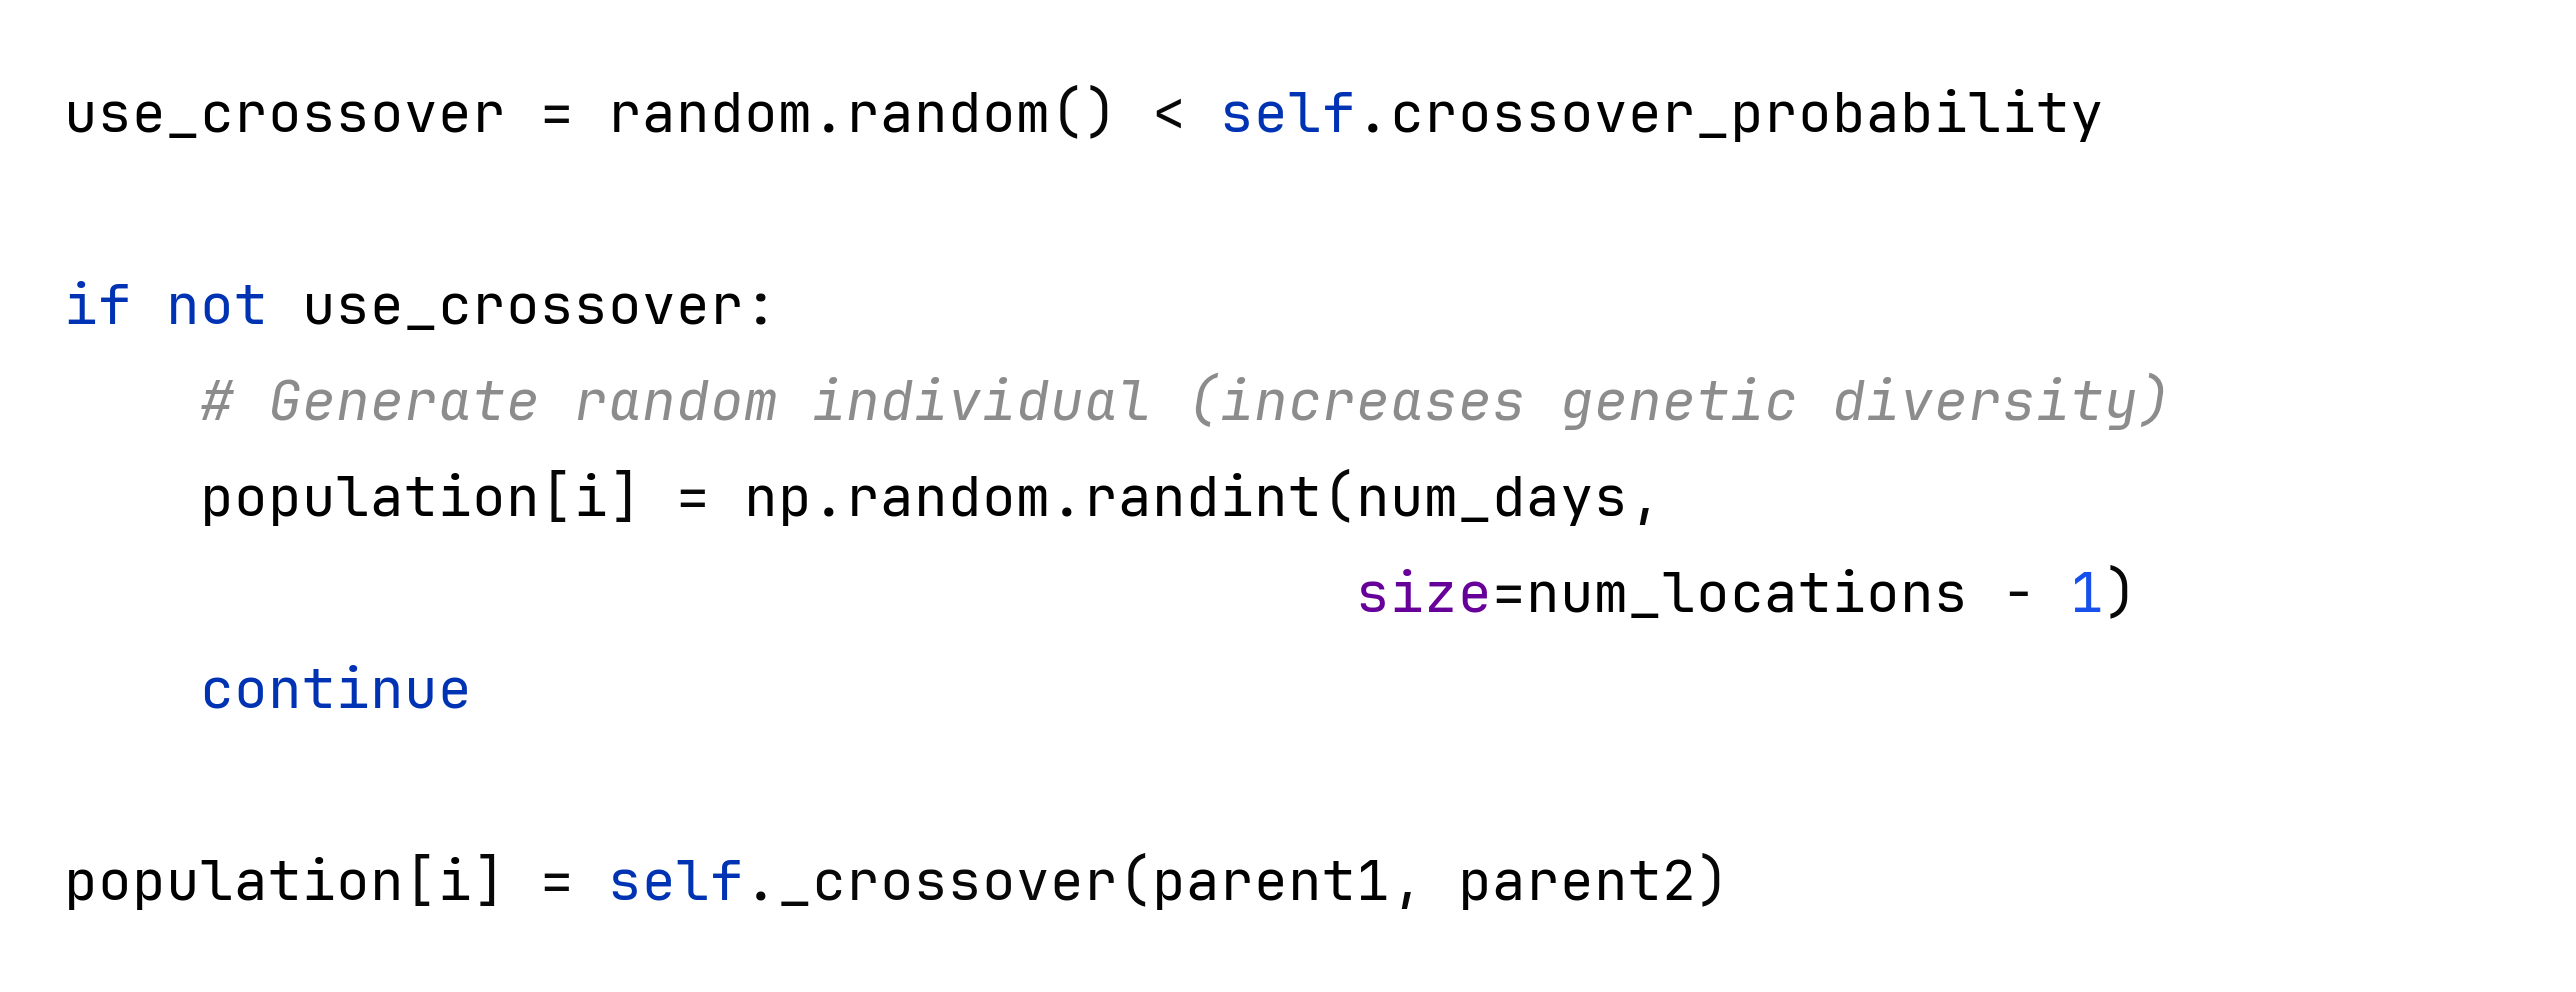 use_crossover = random.random() < self.crossover_probability
if not use_crossover:
# Generate random individual (increases genetic diversity)
population[i] = np.random.randint(num_days,
size=num_locations - 1)
continue
population[i] = self._crossover(parent1, parent2)